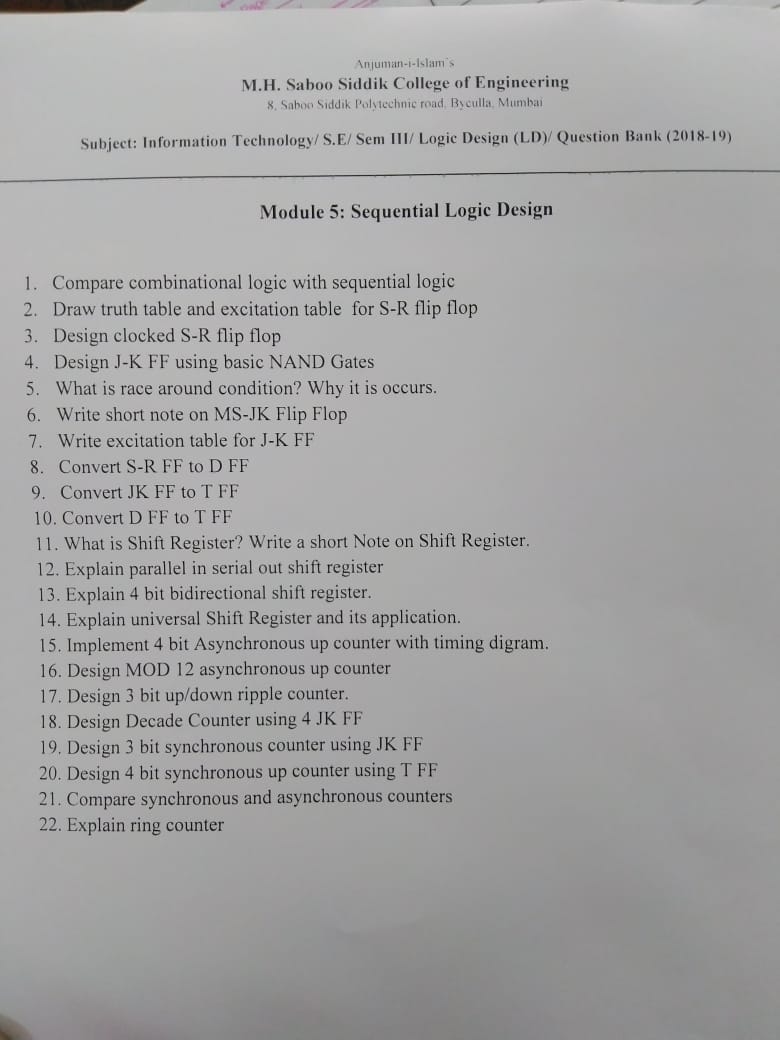 Anjuman-i-Islam's
M.H. Saboo Siddik College of Engineering
8, Saboo Siddik Polytechnic road, Byculla, Mumbai
Subject: Information Technology/ S.E/ Sem III/ Logic Design (LD)/ Question Bank (2018-19)
Module 5: Sequential Logic Design
1. Compare combinational logic with sequential logic
2. Draw truth table and excitation table for S-R flip flop
3. Design clocked S-R flip flop
4. Design J-K FF using basic NAND Gates
5. What is race around condition? Why it is occurs.
6. Write short note on MS-JK Flip Flop
7. Write excitation table for J-K FF
8. Convert S-R FF to D FF
9. Convert JK FF to T FF
10. Convert D FF to T FF
11. What is Shift Register? Write a short Note on Shift Register.
12. Explain parallel in serial out shift register
13. Explain 4 bit bidirectional shift register.
14. Explain universal Shift Register and its application.
15. Implement 4 bit Asynchronous up counter with timing digram.
16. Design MOD 12 asynchronous up counter
17. Design 3 bit up/down ripple counter.
18. Design Decade Counter using 4 JK FF
19. Design 3 bit synchronous counter using JK FF
20. Design 4 bit synchronous up counter using T FF
21. Compare synchronous and asynchronous counters
22. Explain ring counter